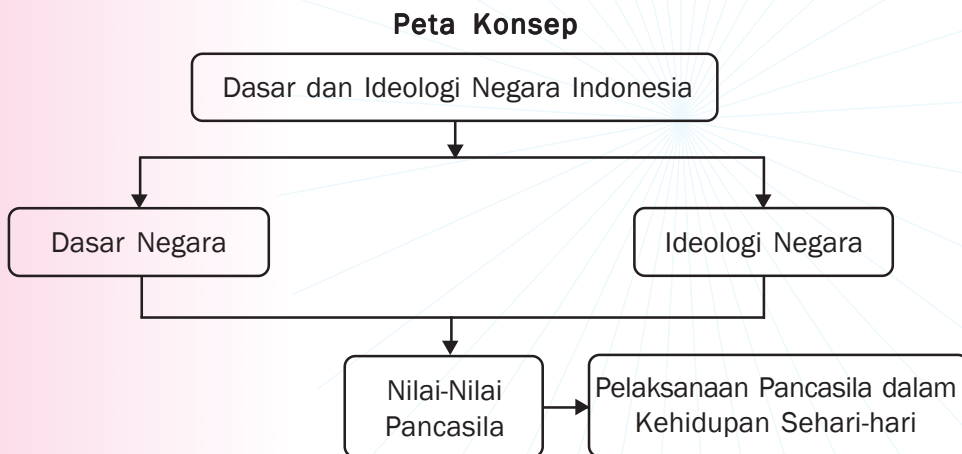 Peta Konsep
Dasar dan Ideologi Negara Indonesia
Dasar Negara
Ideologi Negara
Nilai-Nilai
Pancasila
Pelaksanaan Pancasila dalam
Kehidupan Sehari-hari